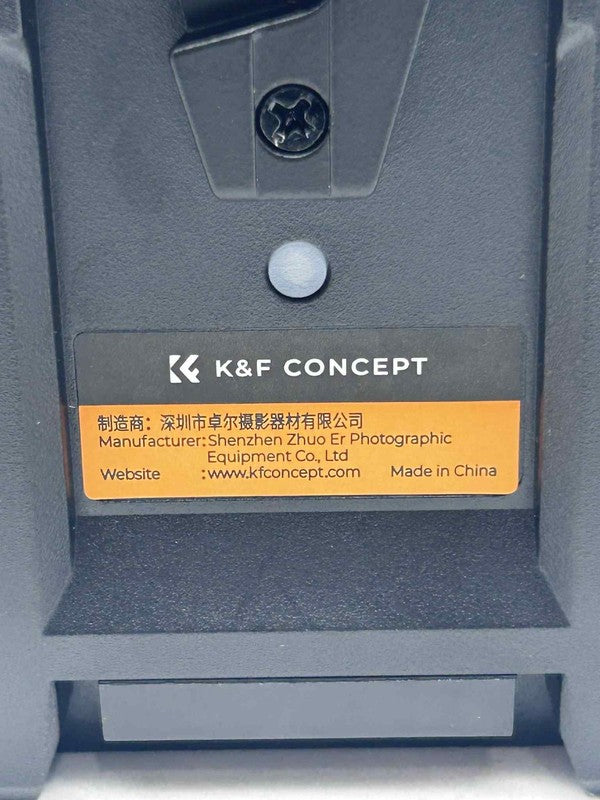 K&F CONCEPT
制造商：深圳市卓尔摄影器材有限公司
Manufacturer:Shenzhen Zhuo Er Photographic
Equipment Co., Ltd
Website :www.kfconcept.com Made in China